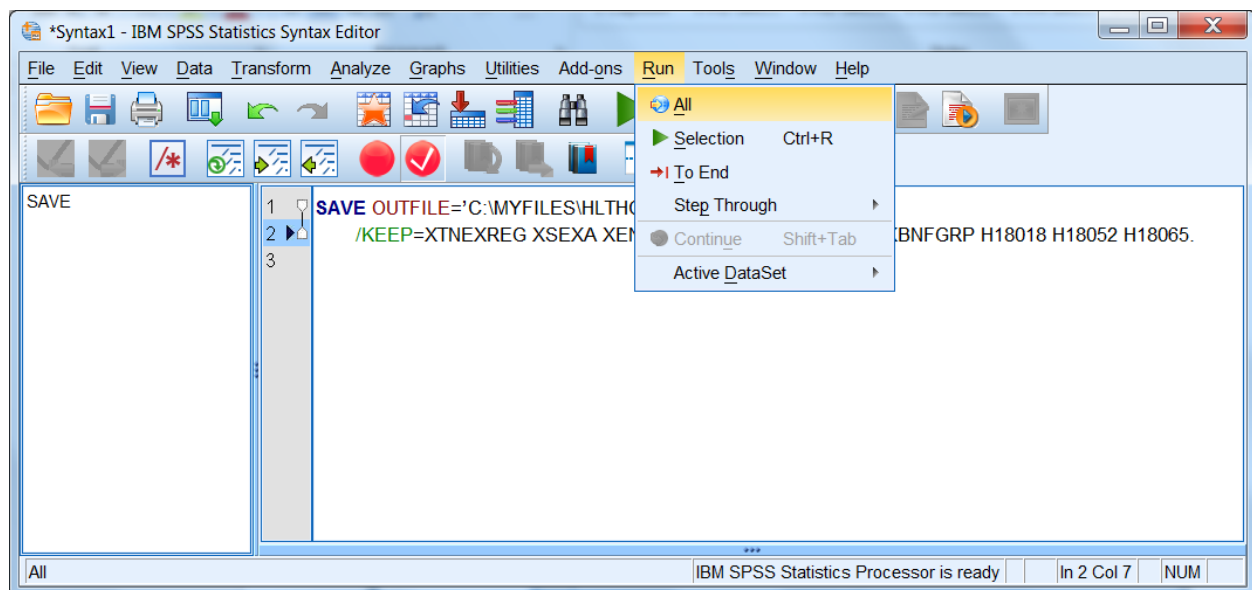 *Syntax1 - IBM SPSS Statistics Syntax Editor
File Edit View Data Transform Analyze Graphs Utilities Add-ons Run Tools Window Help
All
Selection Ctrl+R
To End
Step Through
Continue Shift+Tab
Active DataSet
SAVE
1 SAVE OUTFILE='C:\MYFILES\HLTH
2 /KEEP=XTNEXREG XSEXA BNFGRP H18018 H18052 H18065.
3
All IBM SPSS Statistics Processor is ready In 2 Col 7 NUM